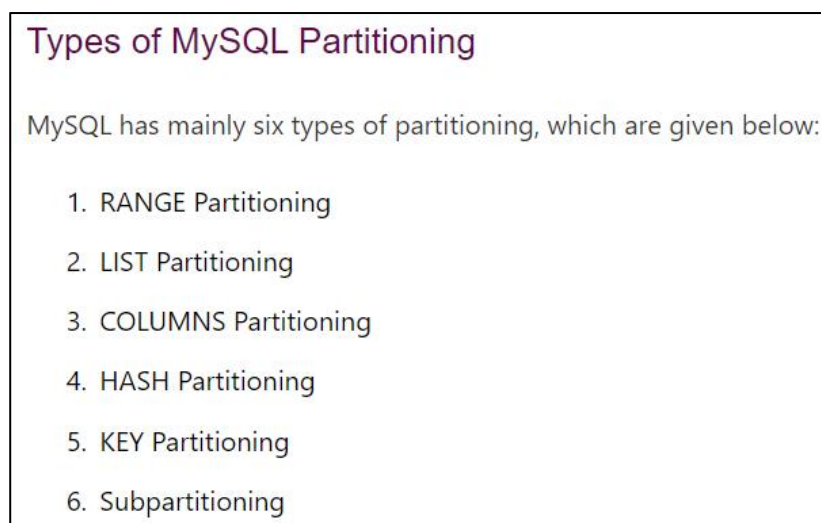 Types of MySQL Partitioning
MySQL has mainly six types of partitioning, which are given below:
1. RANGE Partitioning
2. LIST Partitioning
3. COLUMNS Partitioning
4. HASH Partitioning
5. KEY Partitioning
6. Subpartitioning